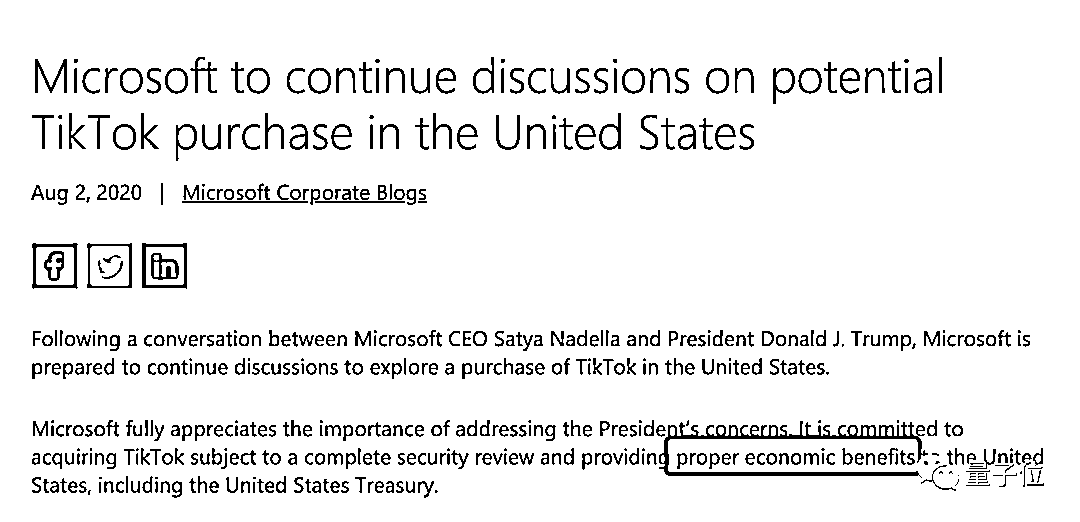 Microsoft to continue discussions on potential
TikTok purchase in the United States
Aug 2, 2020 | Microsoft Corporate Blogs
Following a conversation between Microsoft CEO Satya Nadella and President Donald J. Trump, Microsoft is
prepared to continue discussions to explore a purchase of TikTok in the United States.
Microsoft fully appreciates the importance of addressing the President's concerns. It is committed to
acquiring TikTok subject to a complete security review and providing proper economic benefits to the United
States, including the United States Treasury.
量子位